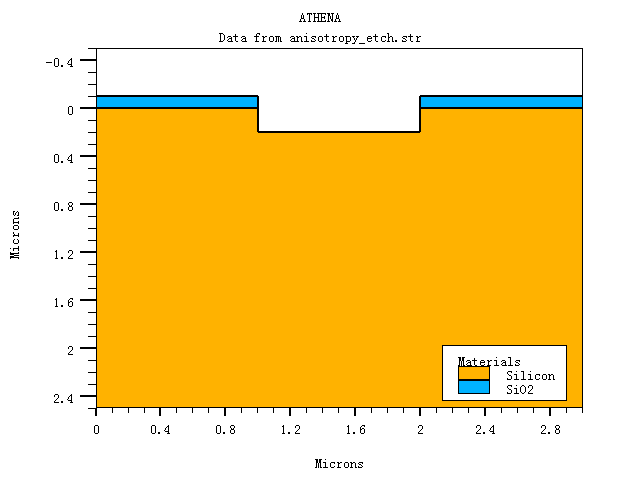 ATHENA
Data from anisotropy_etch.str
-0.4
0
0.4
0.8
1.2
1.6
2
2.4
Microns
Materials
Silicon
SiO2
0 0.4 0.8 1.2 1.6 2 2.4 2.8
Microns